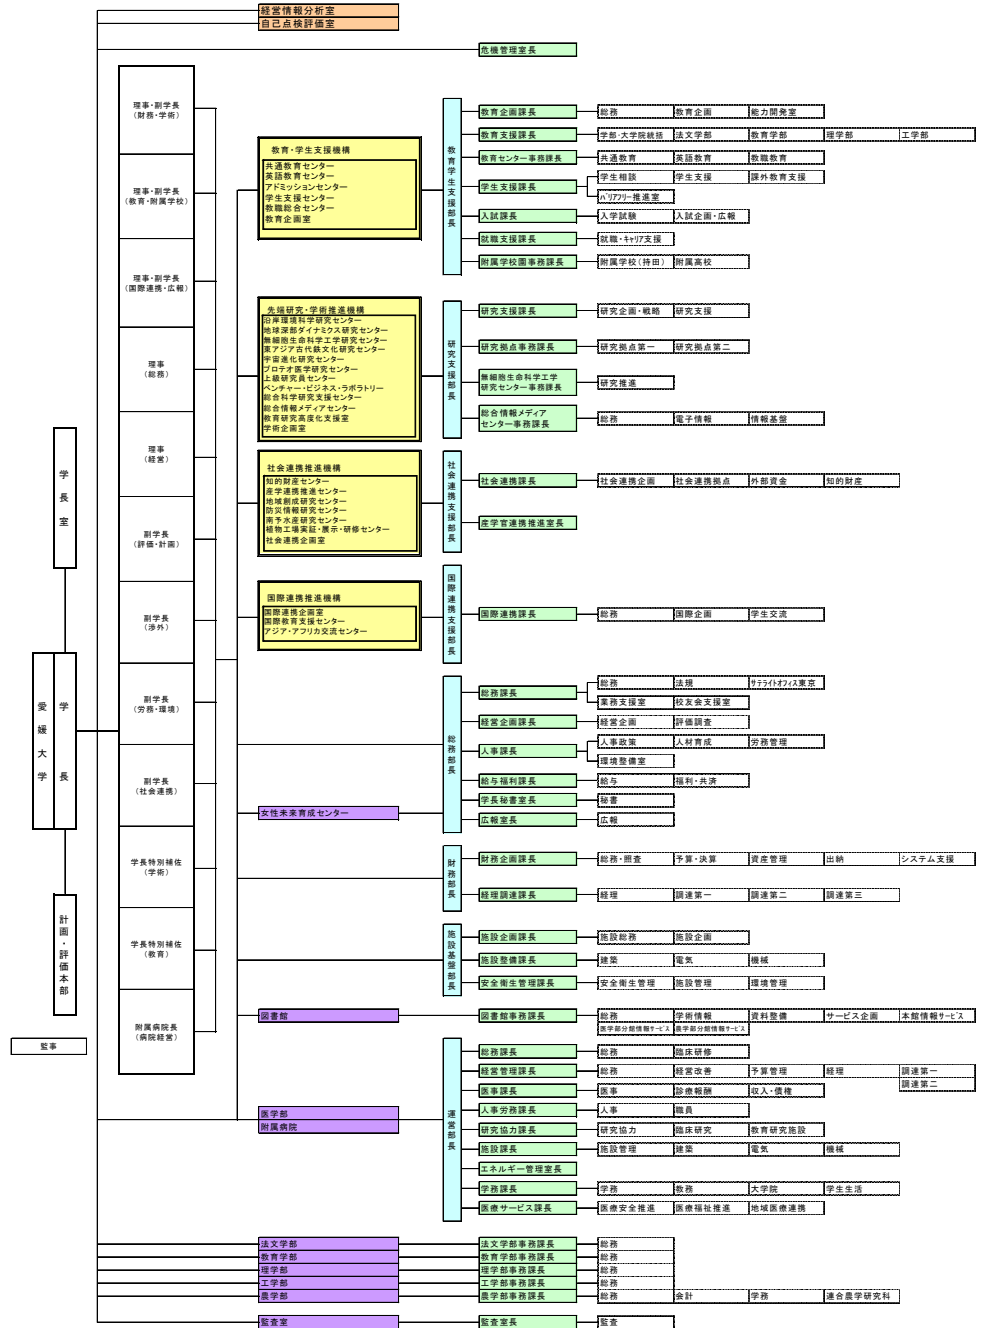 経営情報分析室
自己点検評価室
危機管理室長
学長室
愛媛大学
学長
計画・評価本部
監事
理事・副学長
(財務・学術)
理事・副学長
(教育・附属学校)
理事・副学長
(国際連携・広報)
理事
(総務)
理事
(経営)
副学長
(評価・計画)
副学長
(渉外)
副学長
(労務・環境)
副学長
(社会連携)
学長特別補佐
(学術)
学長特別補佐
(教育)
附属病院長
(病院経営)
教育・学生支援機構
共通教育センター
英語教育センター
アドミッションセンター
学生支援センター
教職総合センター
教育企画室
教育学生支援部長
教育企画課長 総務 教育企画 能力開発室
教育支援課長 学部・大学院統括 法文学部 教育学部 理学部 工学部
教育センター事務課長 共通教育 英語教育 教職教育
学生支援課長 学生相談 学生支援 課外教育支援
バリアフリー推進室
入試課長 入学試験 入試企画・広報
就職支援課長 就職・キャリア支援
附属学校園事務課長 附属学校(持田) 附属高校
先端研究・学術推進機構
沿岸環境科学研究センター
地球深部ダイナミクス研究センター
無細胞生命科学工学研究センター
東アジア古代鉄文化研究センター
宇宙進化研究センター
プロテオ医学研究センター
上級研究員センター
ベンチャー・ビジネス・ラボラトリー
総合科学研究支援センター
総合情報メディアセンター
教育研究高度化支援室
学術企画室
研究支援部長
研究支援課長 研究企画・戦略 研究支援
研究拠点事務課長 研究拠点第一 研究拠点第二
無細胞生命科学工学
研究センター事務課長 研究推進
総合情報メディア
センター事務課長 総務 電子情報 情報基盤
社会連携推進機構
知的財産センター
産学連携推進センター
地域創成研究センター
防災情報研究センター
南予水産研究センター
植物工場実証・展示・研修センター
社会連携企画室
社会連携支援部長
社会連携課長 社会連携企画 社会連携拠点 外部資金 知的財産
産学官連携推進室長
国際連携推進機構
国際連携企画室
国際教育支援センター
アジア・アフリカ交流センター
国際連携支援部長
国際連携課長 総務 国際企画 学生交流
女性未来育成センター
総務部長
総務課長 総務 法規 サテライトオフィス東京
業務支援室 校友会支援室
経営企画課長 経営企画 評価調査
人事課長 人事政策 人材育成 労務管理
環境整備室
給与福利課長 給与 福利・共済
学長秘書室長 秘書
広報室長 広報
財務部長
財務企画課長 総務・照査 予算・決算 資産管理 出納 システム支援
経理調達課長 経理 調達第一 調達第二 調達第三
施設基盤部長
施設企画課長 施設総務 施設企画
施設整備課長 建築 電気 機械
安全衛生管理課長 安全衛生管理 施設管理 環境管理
図書館 図書館事務課長 総務 学術情報 資料整備 サービス企画 本館情報サービス
医学部分館情報サービス 農学部分館情報サービス
医学部
附属病院
運営部長
総務課長 総務 臨床研修
経営管理課長 総務 経営改善 予算管理 経理 調達第一
調達第二
医事課長 医事 診療報酬 収入・債権
人事労務課長 人事 職員
研究協力課長 研究協力 臨床研究 教育研究施設
施設課長 施設管理 建築 電気 機械
エネルギー管理室長
学務課長 学務 教務 大学院 学生生活
医療サービス課長 医療安全推進 医療福祉推進 地域医療連携
法文学部 法文学部事務課長 総務
教育学部 教育学部事務課長 総務
理学部 理学部事務課長 総務
工学部 工学部事務課長 総務
農学部 農学部事務課長 総務 会計 学務 連合農学研究科
監査室 監査室長 監査